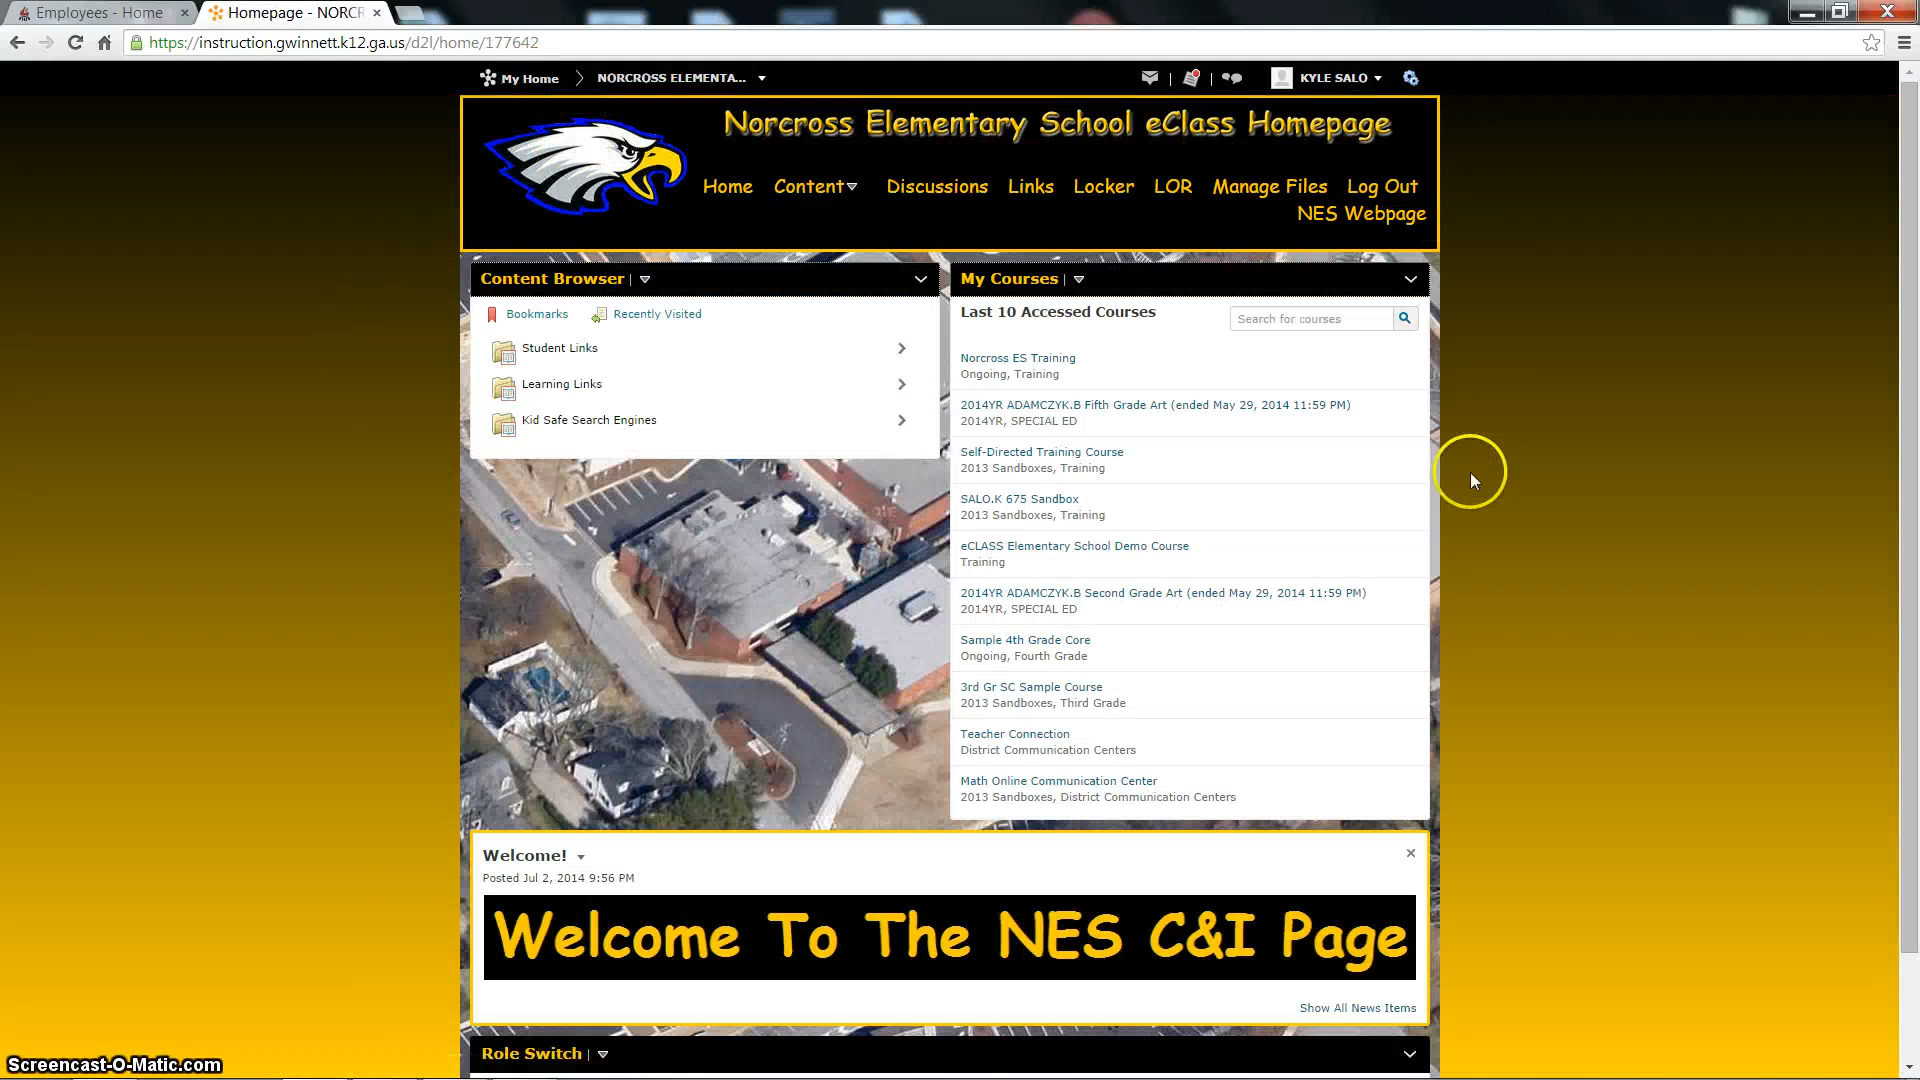 Employees - Home
Homepage - NORCR
https://instruction.gwinnett.k12.ga.us/d2l/home/177642
My Home
NORCROSS ELEMENTA...
KYLE SALO
Norcross Elementary School eClass Homepage
Home Content Discussions Links Locker LOR Manage Files Log Out
NES Webpage
Content Browser
Bookmarks Recently Visited
Student Links
Learning Links
Kid Safe Search Engines
My Courses
Last 10 Accessed Courses
Search for courses
Norcross ES Training
Ongoing, Training
2014YR ADAMCZYK.B Fifth Grade Art (ended May 29, 2014 11:59 PM)
2014YR, SPECIAL ED
Self-Directed Training Course
2013 Sandboxes, Training
SALO.K 675 Sandbox
2013 Sandboxes, Training
eCLASS Elementary School Demo Course
Training
2014YR ADAMCZYK.B Second Grade Art (ended May 29, 2014 11:59 PM)
2014YR, SPECIAL ED
Sample 4th Grade Core
Ongoing, Fourth Grade
3rd Gr SC Sample Course
2013 Sandboxes, Third Grade
Teacher Connection
District Communication Centers
Math Online Communication Center
2013 Sandboxes, District Communication Centers
Welcome!
Posted Jul 2, 2014 9:56 PM
Welcome To The NES C&I Page
Show All News Items
Role Switch
Screencast-O-Matic.com